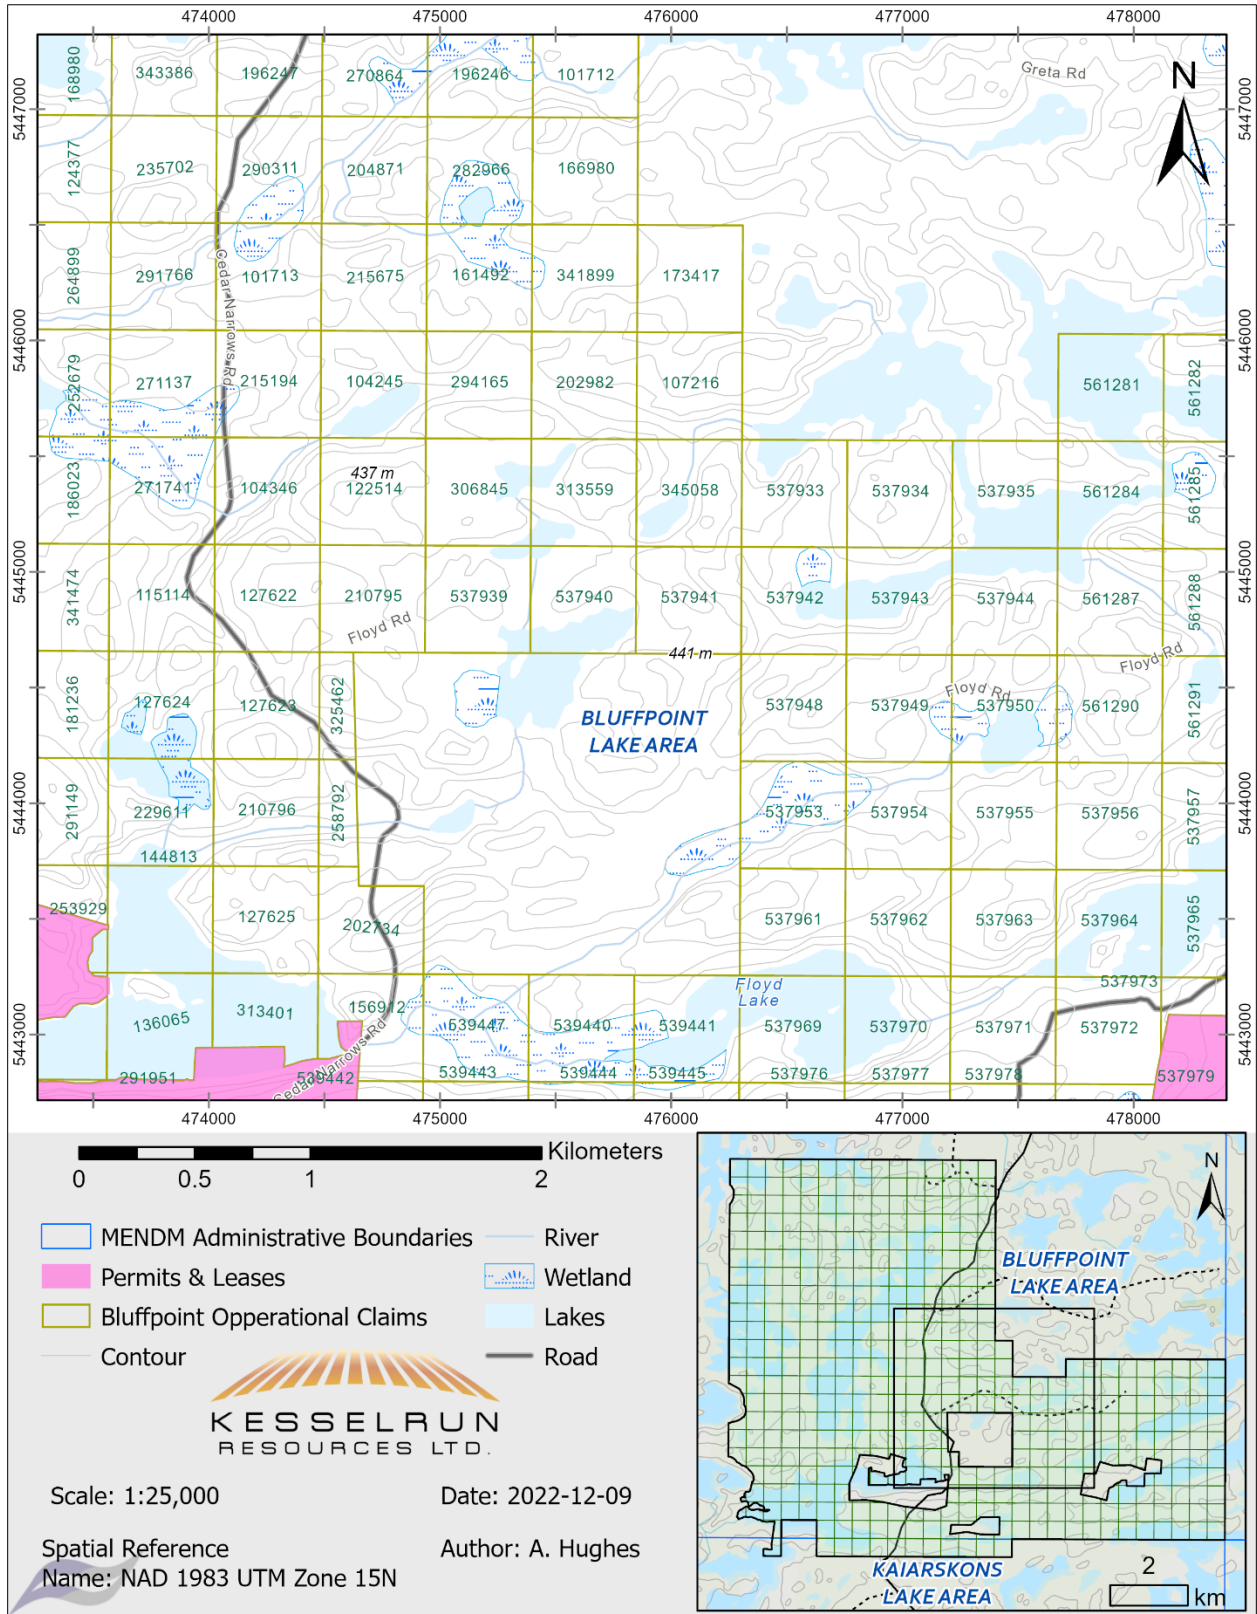 474000 475000 476000 477000 478000
168980 343386 196247 270864 196246 101712 Greta Rd
N
5447000 5447000
124377 235702 290311 204871 282966 166980
264899 291766 101713 215675 161492 341899 173417
Cedar Narrows Rd
5446000 5446000
252679 271137 215194 104245 294165 202982 107216 561281 561282
437 m
186023 271741 104346 122514 306845 313559 345058 537933 537934 537935 561284 561285
5445000 5445000
341474 115114 127622 210795 537939 537940 537941 537942 537943 537944 561287 561288
Floyd Rd
441 m
Floyd Rd
181236 127624 127623 325462 537948 537949 537950 561290 561291
Floyd Rd
BLUFFPOINT
LAKE AREA
5444000 5444000
291149 229611 210796 258792 537953 537954 537955 537956 537957
144813
253929 127625 202734 537961 537962 537963 537964 537965
537973
Floyd
Lake
5443000 5443000
136065 313401 156912 539447 539440 539441 537969 537970 537971 537972
Cedar Narrows Rd
291951 539442 539443 539444 539445 537976 537977 537978 537979
474000 475000 476000 477000 478000
Kilometers
0 0.5 1 2
MENDM Administrative Boundaries
Permits & Leases
Bluffpoint Opperational Claims
Contour
River
Wetland
Lakes
Road
KESSELRUN
RESOURCES LTD.
Scale: 1:25,000
Date: 2022-12-09
Spatial Reference
Name: NAD 1983 UTM Zone 15N
Author: A. Hughes
N
BLUFFPOINT
LAKE AREA
KAIARSKONS
LAKE AREA
2
km